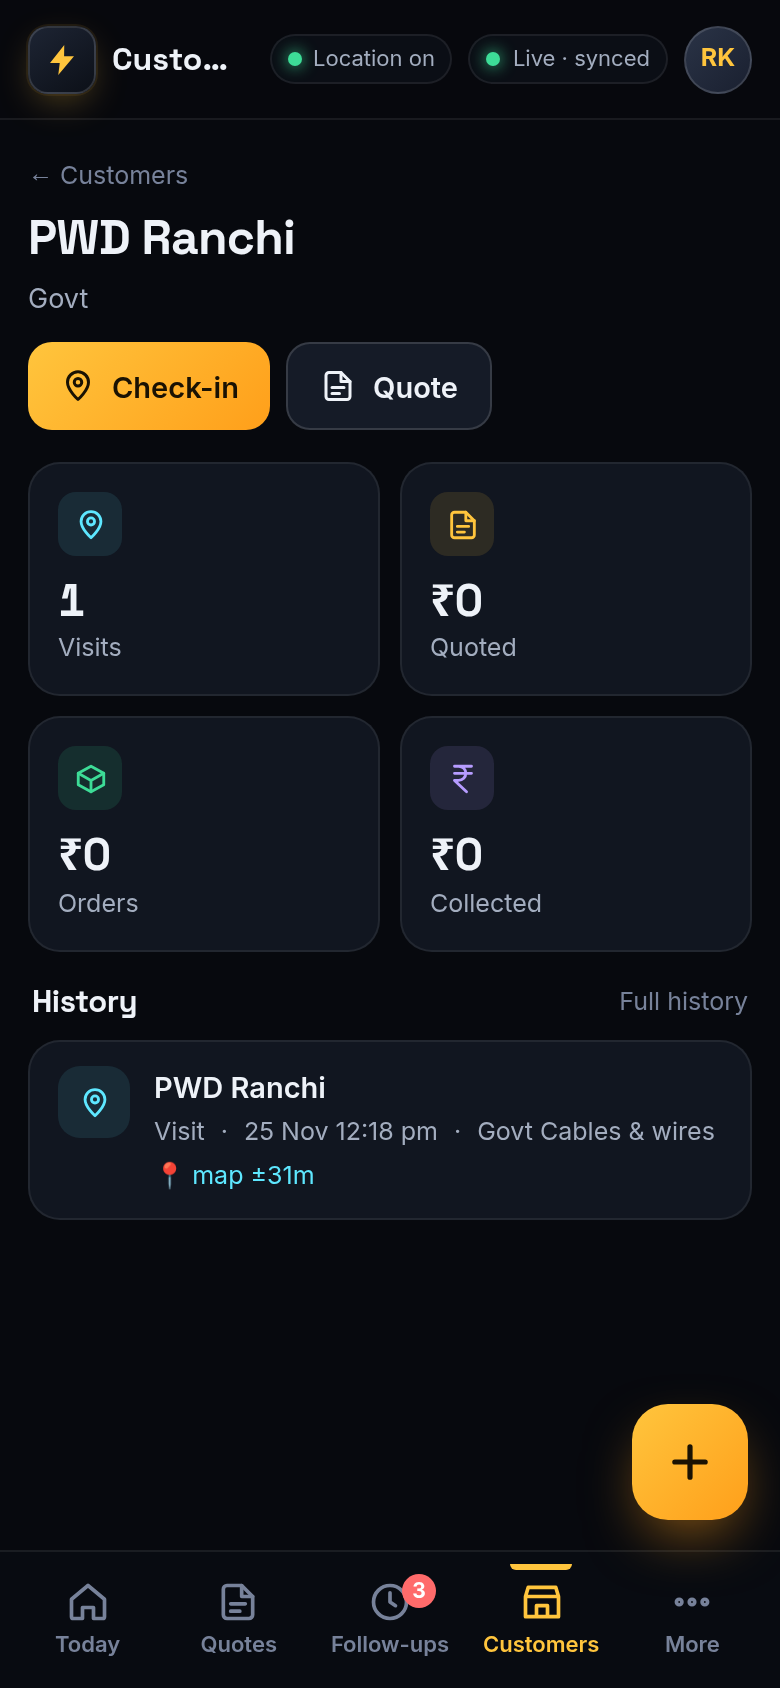 Custo...
Location on
Live · synced
RK
← Customers
PWD Ranchi
Govt
Check-in
Quote
1
Visits
₹0
Quoted
₹0
Orders
₹0
Collected
History
Full history
PWD Ranchi
Visit · 25 Nov 12:18 pm · Govt Cables & wires
📍 map ±31m
+
3
Today
Quotes
Follow-ups
Customers
More